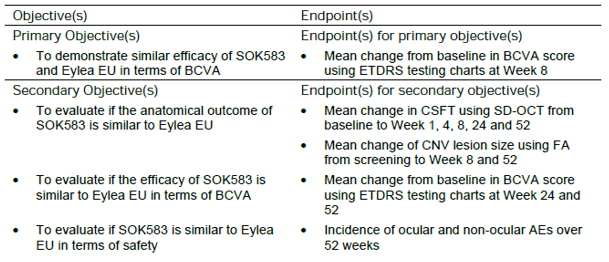 Objective(s) Endpoint(s)
Primary Objective(s) Endpoint(s) for primary objective(s)
• To demonstrate similar efficacy of SOK583 • Mean change from baseline in BCVA score
and Eylea EU in terms of BCVA using ETDRS testing charts at Week 8
Secondary Objective(s) Endpoint(s) for secondary objective(s)
• To evaluate if the anatomical outcome of • Mean change in CSFT using SD-OCT from
SOK583 is similar to Eylea EU baseline to Week 1, 4, 8, 24 and 52
• Mean change of CNV lesion size using FA
from screening to Week 8 and 52
• To evaluate if the efficacy of SOK583 is • Mean change from baseline in BCVA score
similar to Eylea EU in terms of BCVA using ETDRS testing charts at Week 24 and
52
• To evaluate if SOK583 is similar to Eylea • Incidence of ocular and non-ocular AEs over
EU in terms of safety 52 weeks